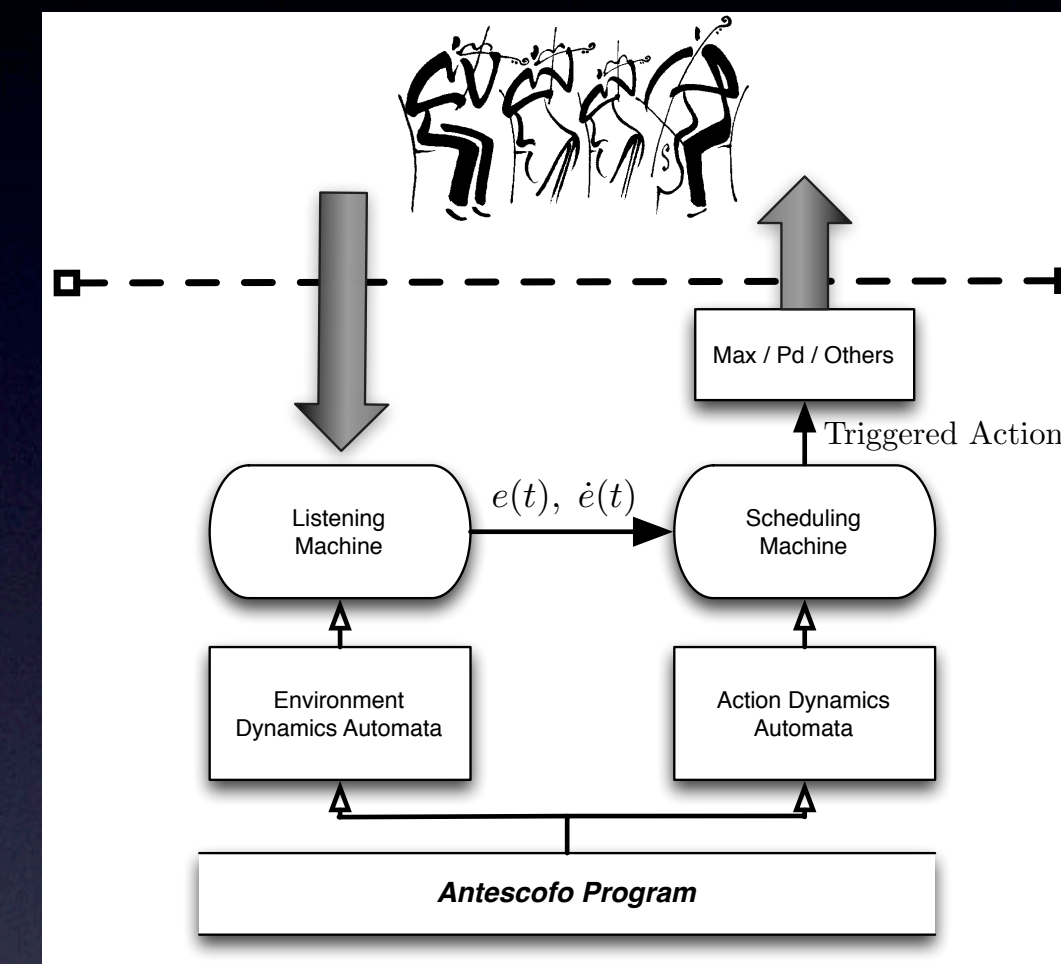 Max / Pd / Others
Triggered Action
e(t), ė(t)
Listening
Machine
Scheduling
Machine
Environment
Dynamics Automata
Action Dynamics
Automata
Antescofo Program